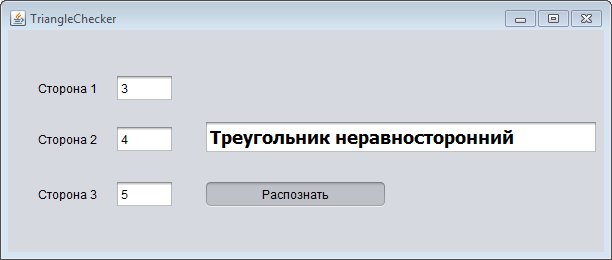 TriangleChecker
Сторона 1 3
Сторона 2 4
Треугольник неравносторонний
Сторона 3 5
Распознать